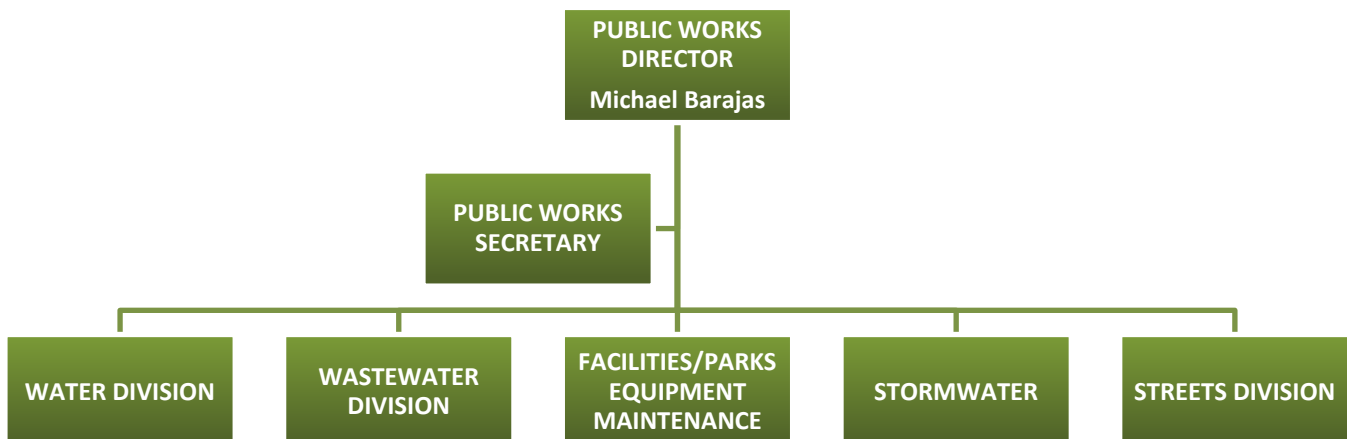 PUBLIC WORKS
DIRECTOR
Michael Barajas
PUBLIC WORKS
SECRETARY
WATER DIVISION
WASTEWATER
DIVISION
FACILITIES/PARKS
EQUIPMENT
MAINTENANCE
STORMWATER
STREETS DIVISION